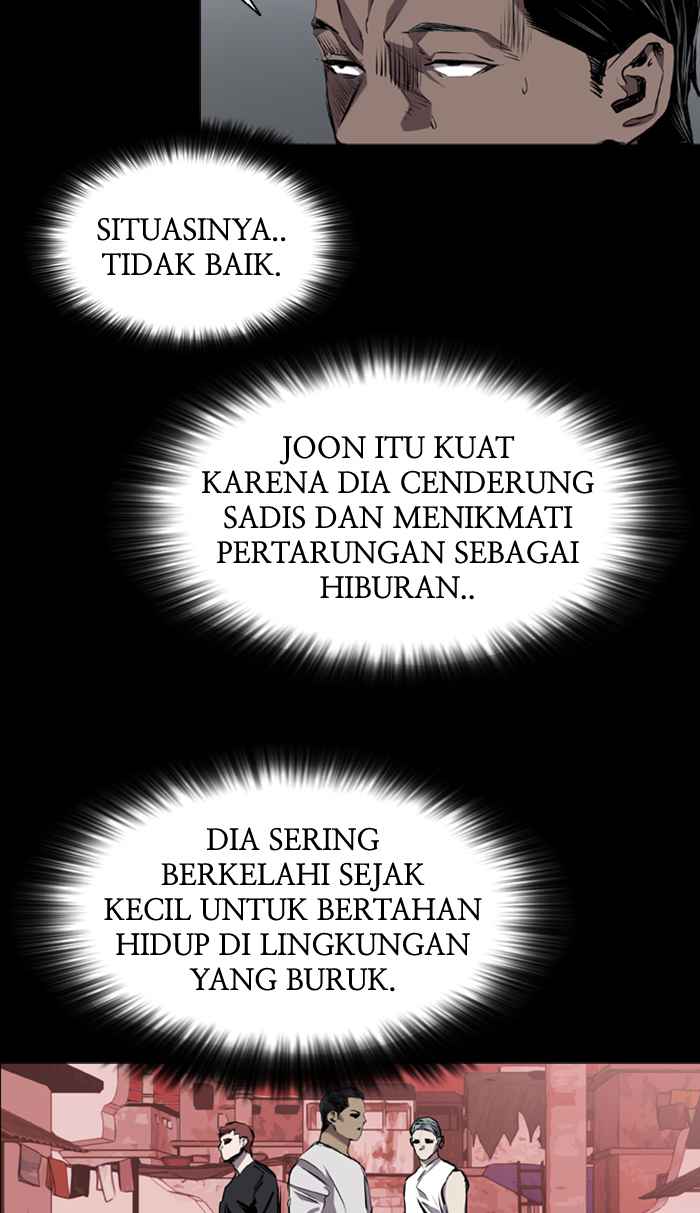 SITUASINYA..
TIDAK BAIK.
JOON ITU KUAT
KARENA DIA CENDERUNG
SADIS DAN MENIKMATI
PERTARUNGAN SEBAGAI
HIBURAN..
DIA SERING
BERKELAHI SEJAK
KECIL UNTUK BERTAHAN
HIDUP DI LINGKUNGAN
YANG BURUK.